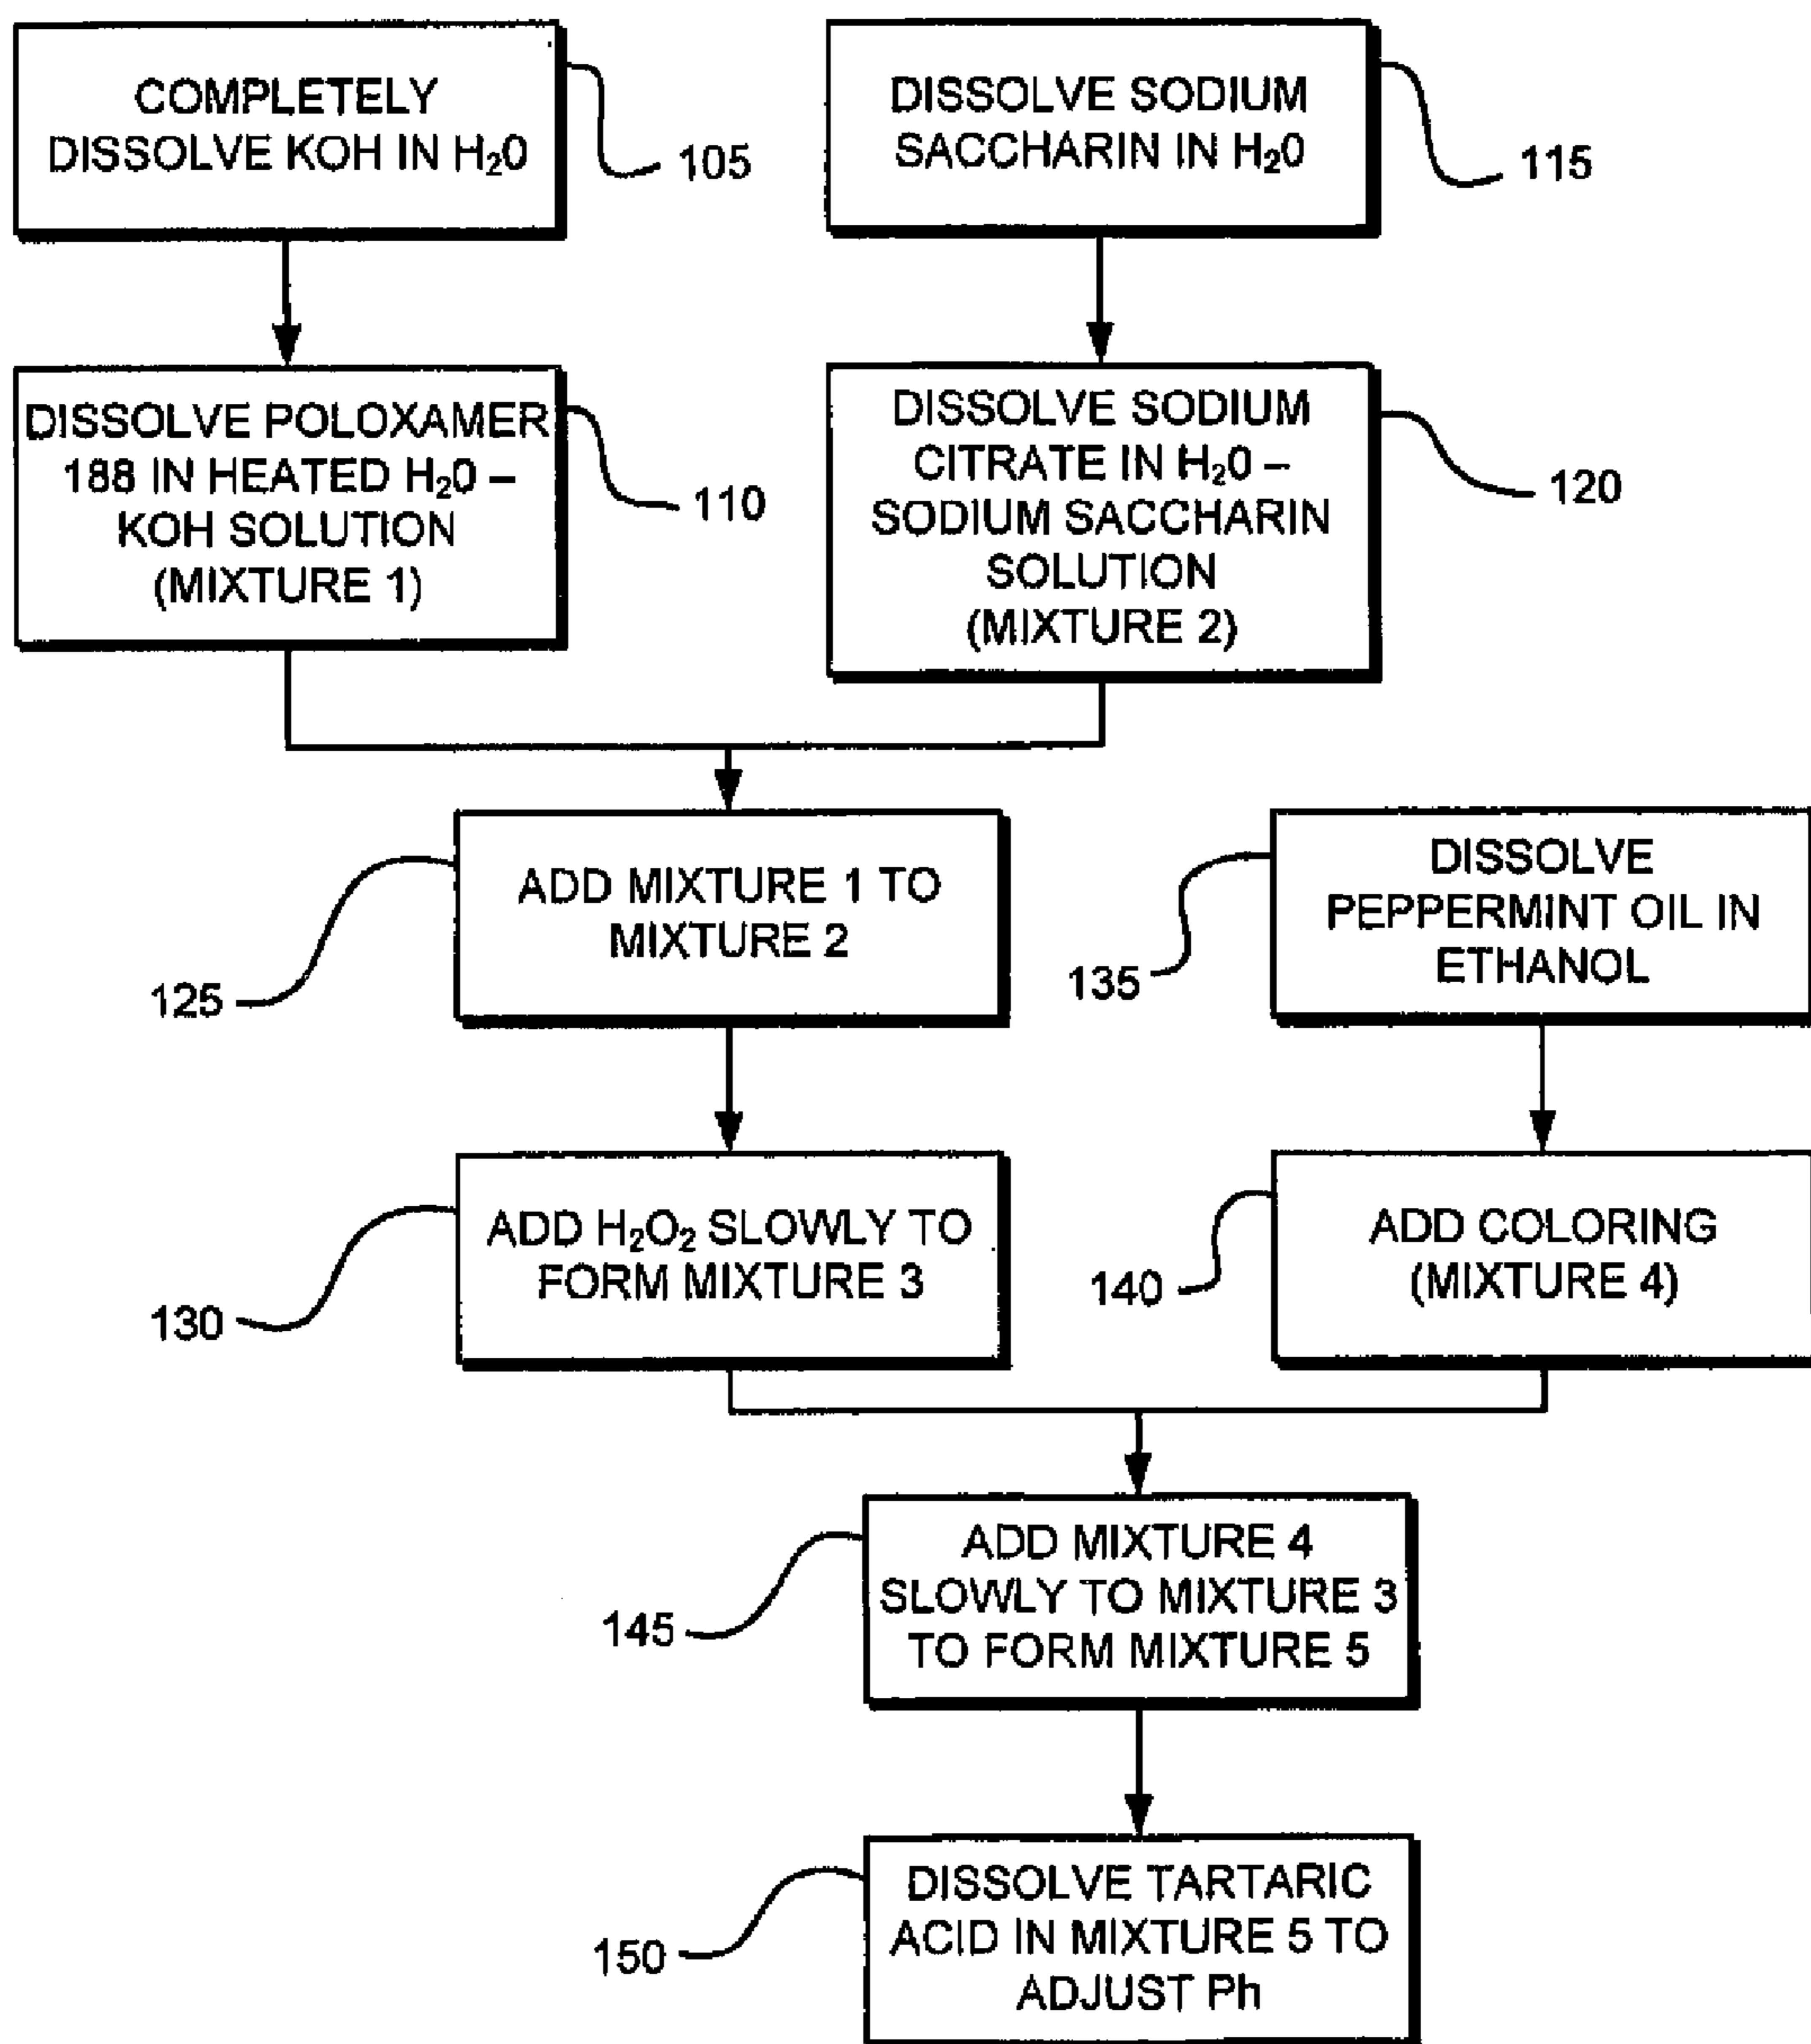 COMPLETELY
DISSOLVE KOH IN H₂0
105
DISSOLVE SODIUM
SACCHARIN IN H₂0
115
DISSOLVE POLOXAMER
188 IN HEATED H₂0 –
KOH SOLUTION
(MIXTURE 1)
110
DISSOLVE SODIUM
CITRATE IN H₂0 –
SODIUM SACCHARIN
SOLUTION
(MIXTURE 2)
120
ADD MIXTURE 1 TO
MIXTURE 2
125
DISSOLVE
PEPPERMINT OIL IN
ETHANOL
135
ADD H₂O₂ SLOWLY TO
FORM MIXTURE 3
130
ADD COLORING
(MIXTURE 4)
140
ADD MIXTURE 4
SLOWLY TO MIXTURE 3
TO FORM MIXTURE 5
145
DISSOLVE TARTARIC
ACID IN MIXTURE 5 TO
ADJUST Ph
150